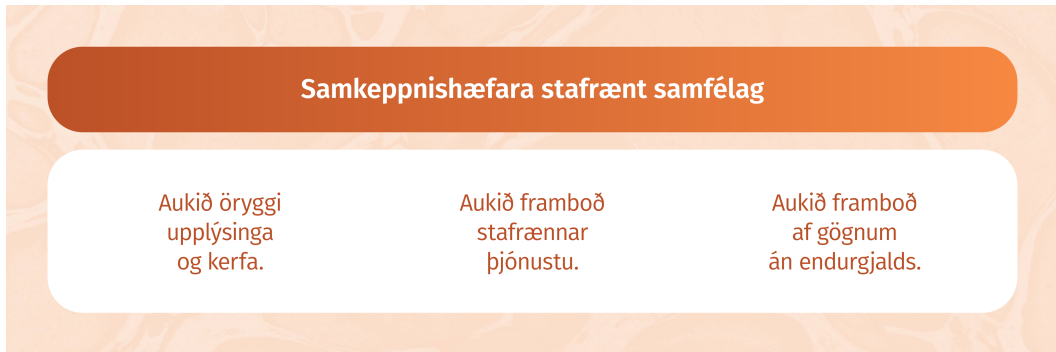 Samkeppnishæfara stafrænt samfélag
Aukið öryggi
upplýsinga
og kerfa.
Aukið framboð
stafrænnar
þjónustu.
Aukið framboð
af gögnum
án endurgjalds.